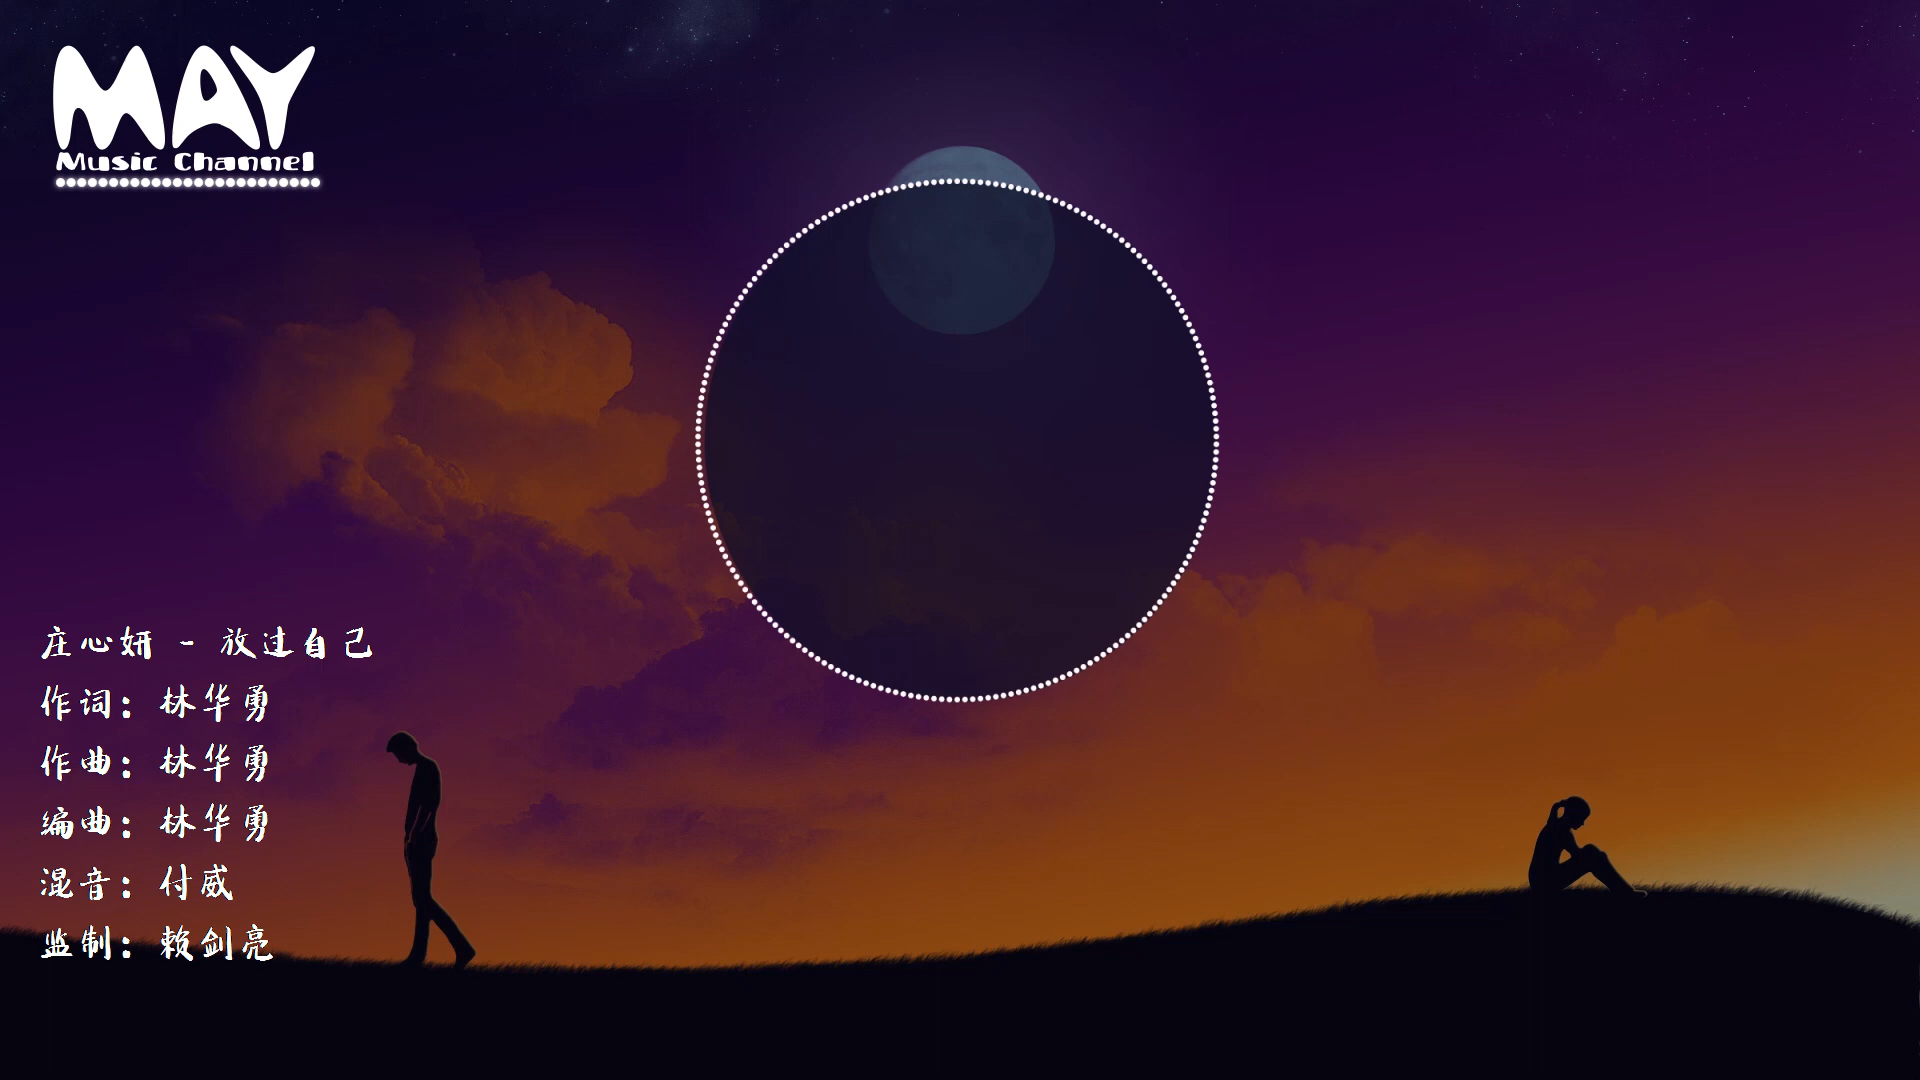 MAY
Music Channel
庄心妍 - 放过自己
作词：林华勇
作曲：林华勇
编曲：林华勇
混音：付威
监制：赖剑亮